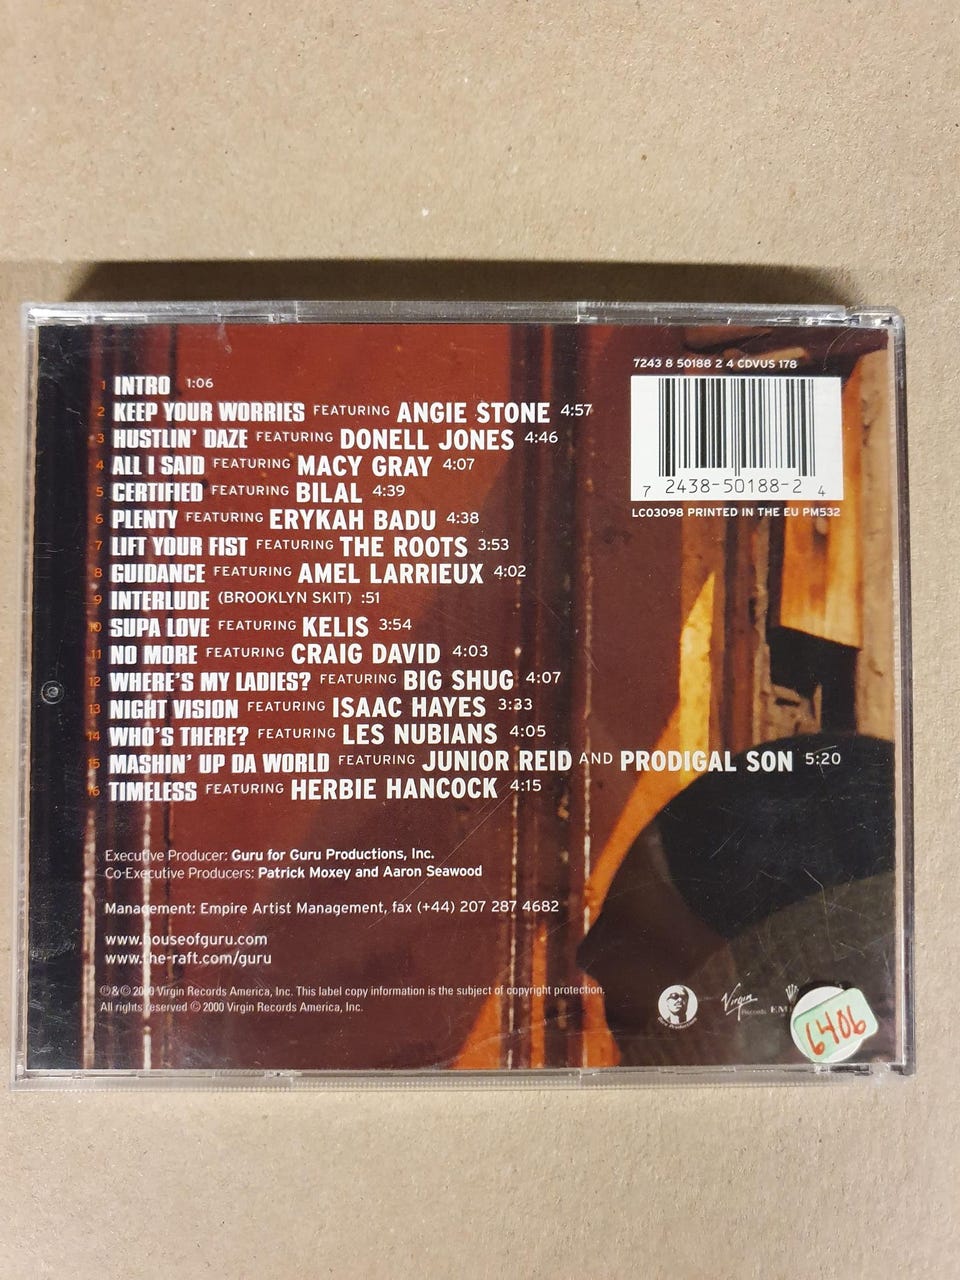 7243 8 50188 2 4 CDVUS 178
7 2438-50188-2 4
LC03098 PRINTED IN THE EU PM532
1 INTRO 1:06
2 KEEP YOUR WORRIES FEATURING ANGIE STONE 4:57
3 HUSTLIN' DAZE FEATURING DONELL JONES 4:46
4 ALL I SAID FEATURING MACY GRAY 4:07
5 CERTIFIED FEATURING BILAL 4:39
6 PLENTY FEATURING ERYKAH BADU 4:38
7 LIFT YOUR FIST FEATURING THE ROOTS 3:53
8 GUIDANCE FEATURING AMEL LARRIEUX 4:02
9 INTERLUDE (BROOKLYN SKIT) :51
10 SUPA LOVE FEATURING KELIS 3:54
11 NO MORE FEATURING CRAIG DAVID 4:03
12 WHERE'S MY LADIES? FEATURING BIG SHUG 4:07
13 NIGHT VISION FEATURING ISAAC HAYES 3:33
14 WHO'S THERE? FEATURING LES NUBIANS 4:05
15 MASHIN' UP DA WORLD FEATURING JUNIOR REID AND PRODIGAL SON 5:20
16 TIMELESS FEATURING HERBIE HANCOCK 4:15
Executive Producer: Guru for Guru Productions, Inc.
Co-Executive Producers: Patrick Moxey and Aaron Seawood
Management: Empire Artist Management, fax (+44) 207 287 4682
www.houseofguru.com
www.the-raft.com/guru
℗&© 2000 Virgin Records America, Inc. This label copy information is the subject of copyright protection.
All rights reserved © 2000 Virgin Records America, Inc.
Virgin
Records
6406